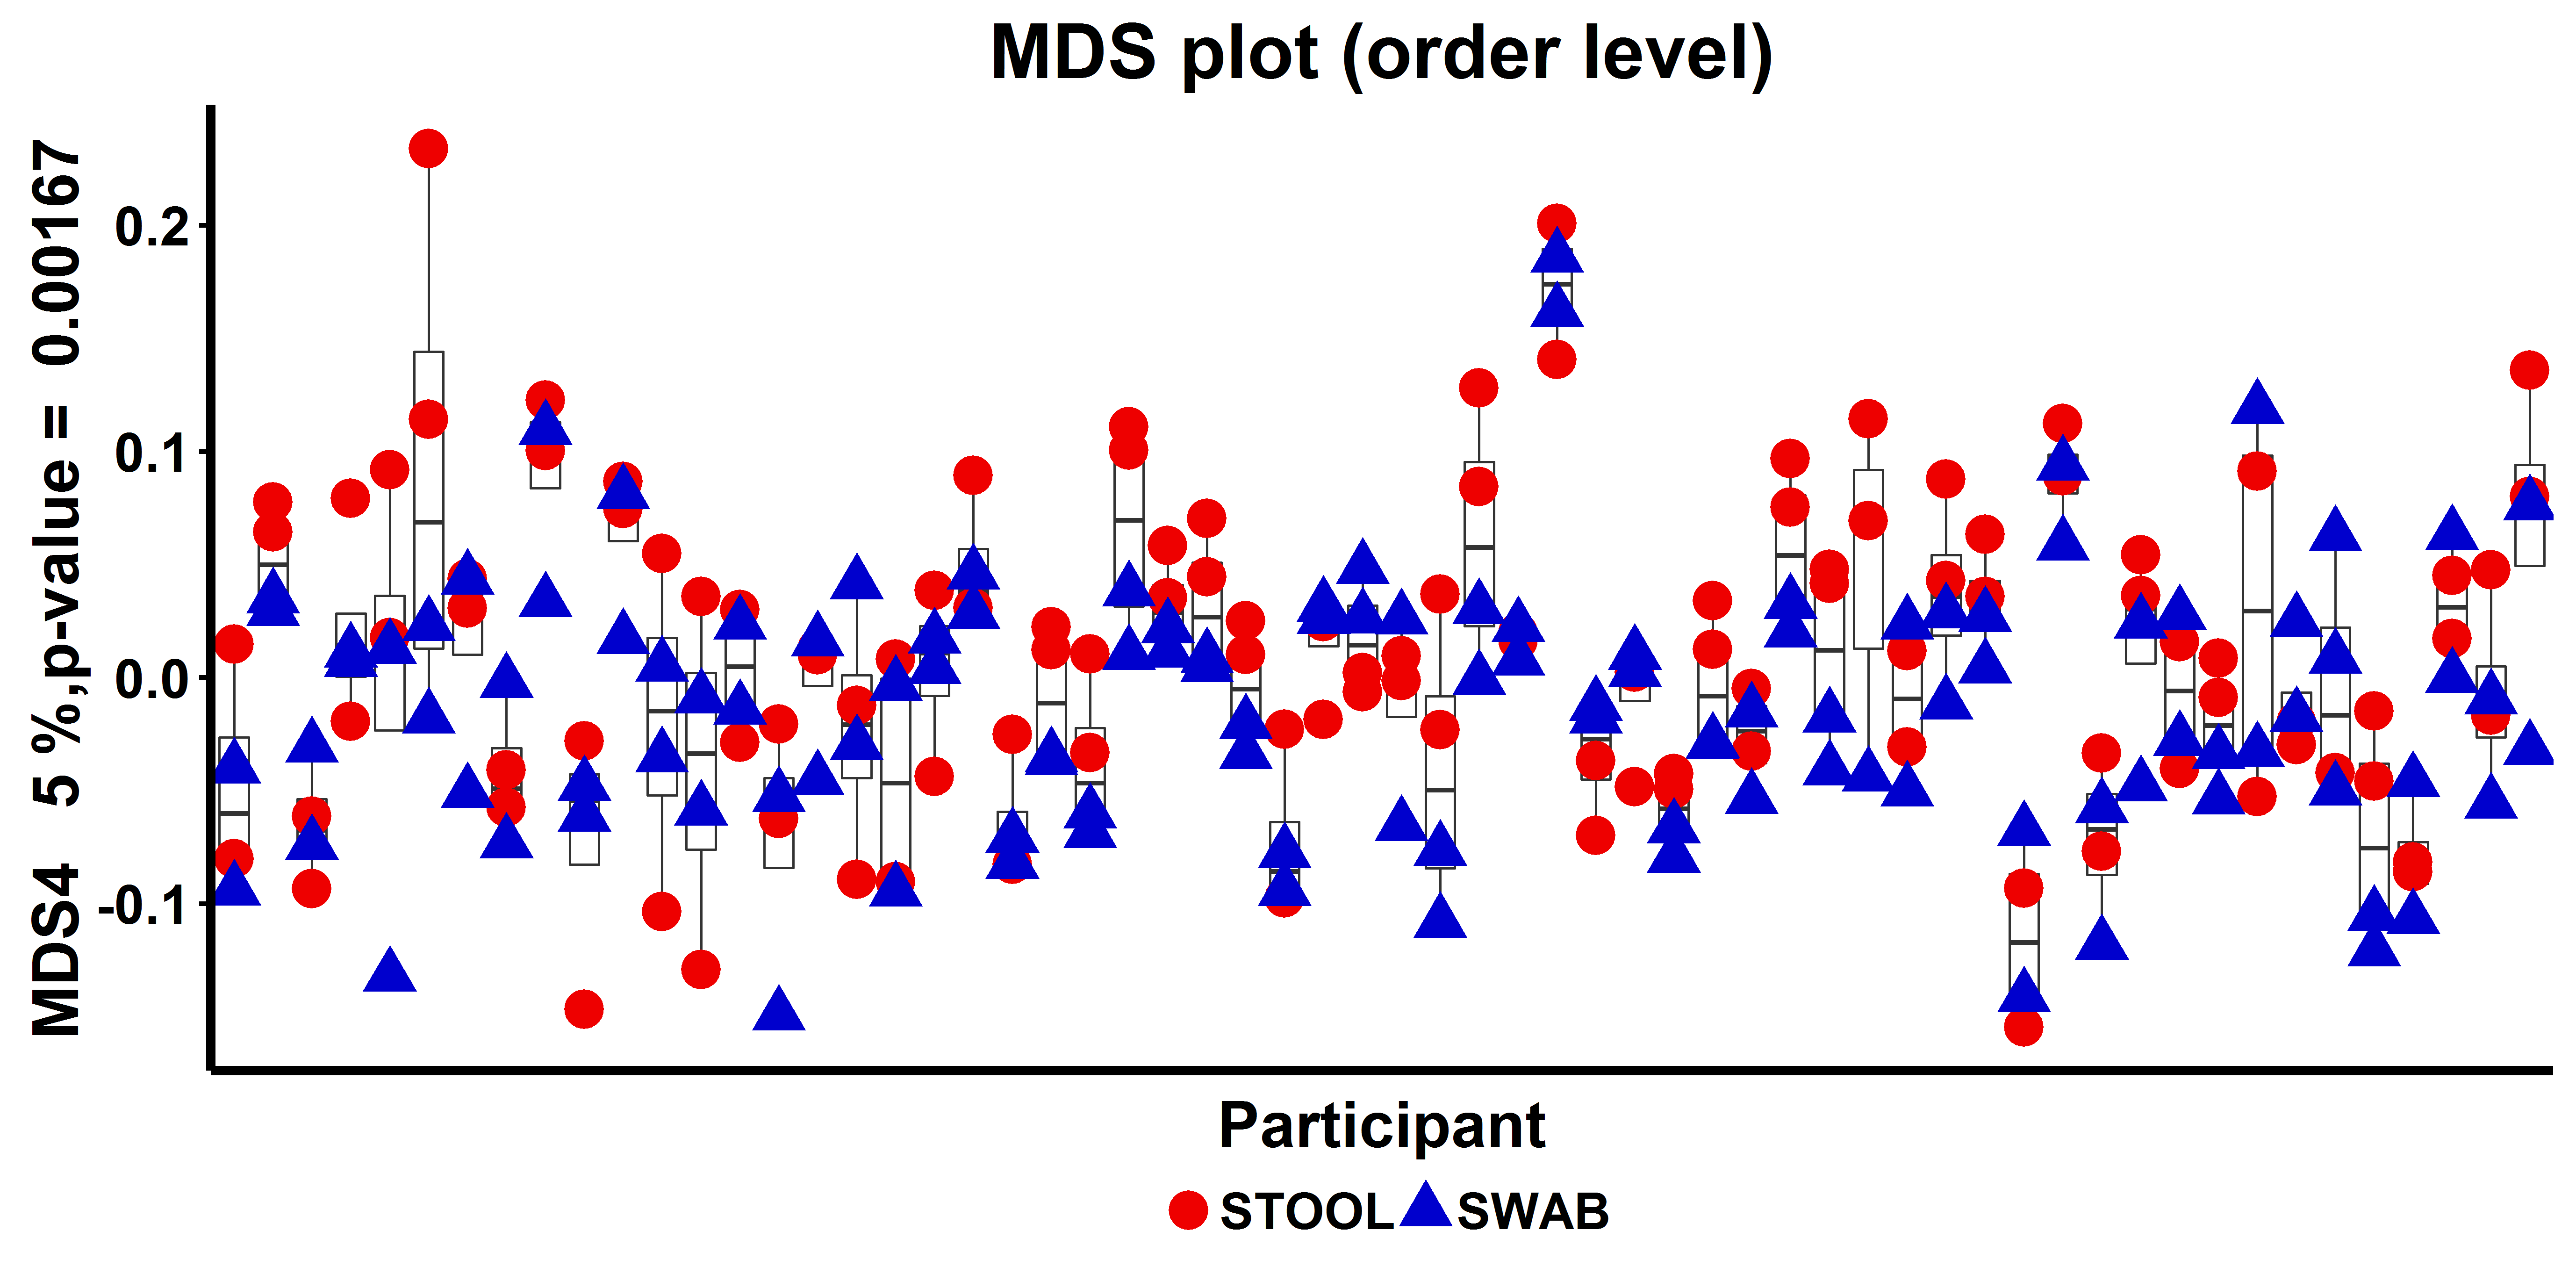 MDS plot (order level)
MDS4 5 %,p-value = 0.00167
0.2
0.1
0.0
-0.1
Participant
STOOL SWAB